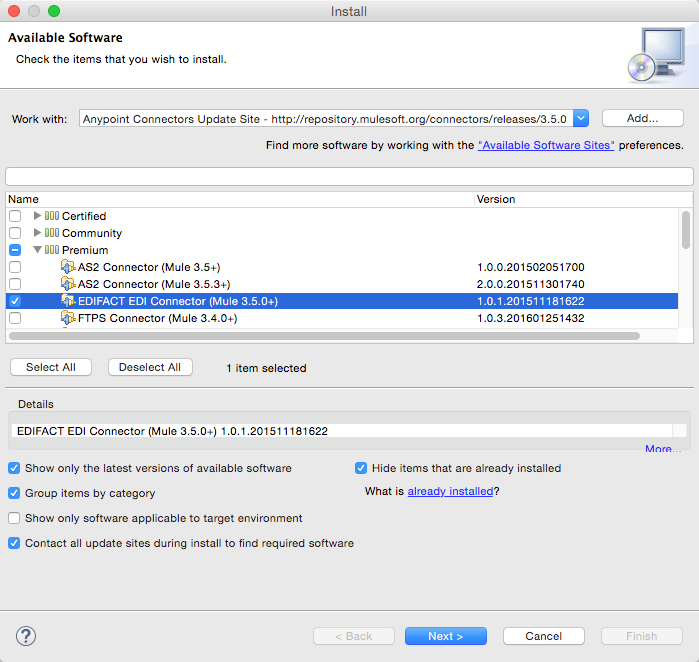 Install
Available Software
Check the items that you wish to install.
Work with: Anypoint Connectors Update Site - http://repository.mulesoft.org/connectors/releases/3.5.0 Add...
Find more software by working with the "Available Software Sites" preferences.
Name Version
Certified
Community
Premium
AS2 Connector (Mule 3.5+) 1.0.0.201502051700
AS2 Connector (Mule 3.5.3+) 2.0.0.201511301740
EDIFACT EDI Connector (Mule 3.5.0+) 1.0.1.201511181622
FTPS Connector (Mule 3.4.0+) 1.0.3.201601251432
Select All Deselect All 1 item selected
Details
EDIFACT EDI Connector (Mule 3.5.0+) 1.0.1.201511181622
More...
Show only the latest versions of available software Hide items that are already installed
Group items by category What is already installed?
Show only software applicable to target environment
Contact all update sites during install to find required software
? < Back Next > Cancel Finish